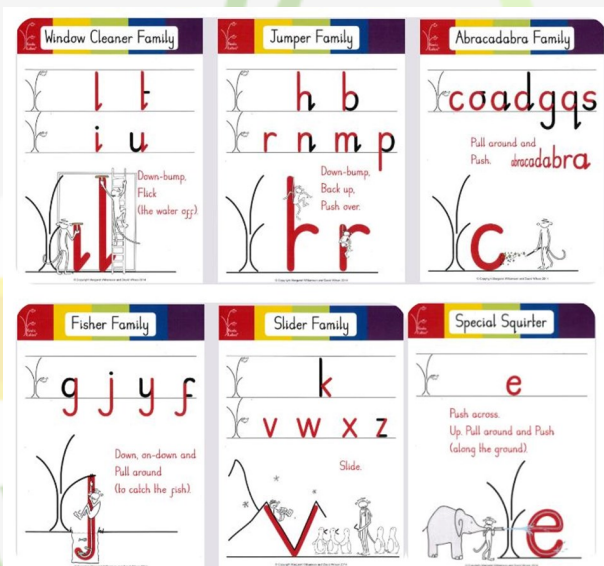 Window Cleaner Family
l t
i u
Down-bump,
Flick
(the water off).
Jumper Family
h b
r n m p
Down-bump,
Back up,
Push over.
Abracadabra Family
c o a d g q s
Pull around and
Push. abracadabra
Fisher Family
g j y f
Down, on-down and
Pull around
(to catch the fish).
Slider Family
k
v w x z
Slide.
Special Squirter
e
Push across.
Up. Pull around and Push
(along the ground).